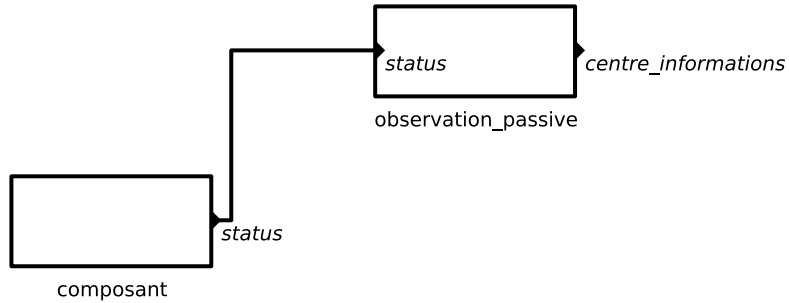 status
centre_informations
observation_passive
status
composant